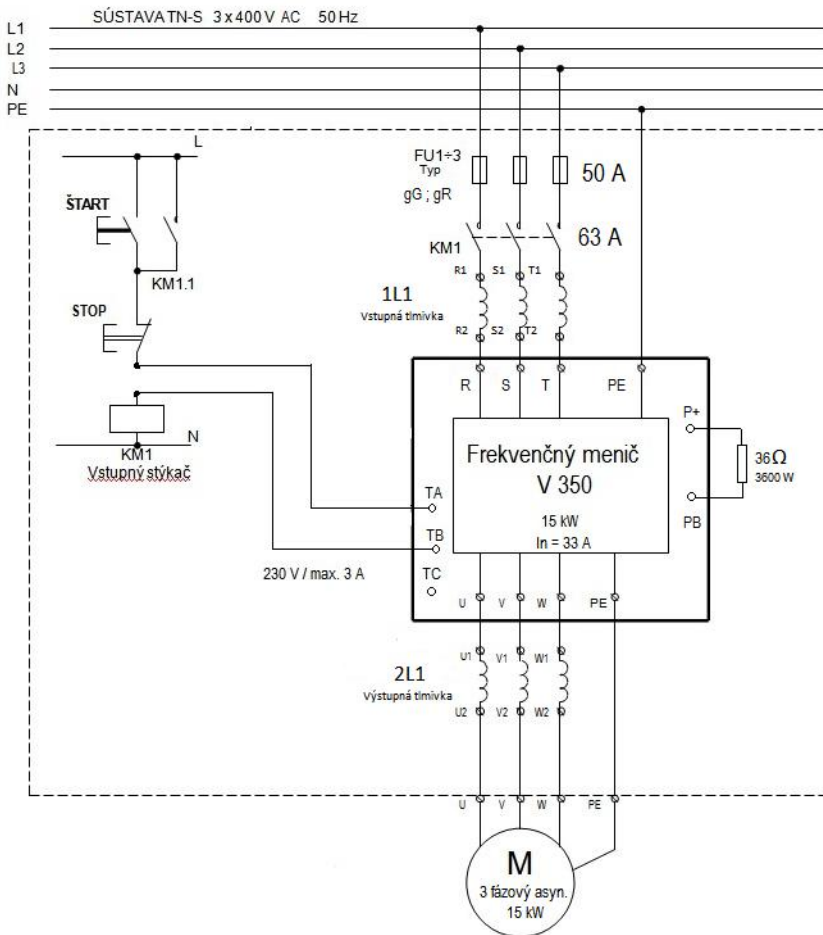 SÚSTAVA TN-S 3 x 400 V AC 50 Hz
L1
L2
L3
N
PE
L
ŠTART
KM1.1
STOP
N
KM1
Vstupný stýkač
FU1÷3
Typ
gG ; gR
50 A
KM1
63 A
R1 S1 T1
1L1
Vstupná tlmivka
R2 S2 T2
R S T PE
Frekvenčný menič
V 350
15 kW
In = 33 A
P+
36Ω
3600 W
PB
TA
TB
230 V / max. 3 A
TC
U V W PE
U1 V1 W1
2L1
Výstupná tlmivka
U2 V2 W2
U V W PE
M
3 fázový asyn.
15 kW